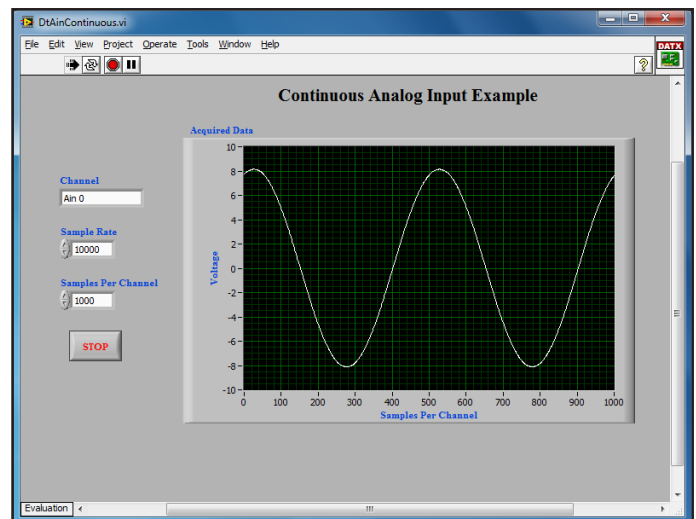 DtAinContinuous.vi
File Edit View Project Operate Tools Window Help
DATX
?
Continuous Analog Input Example
Acquired Data
Channel
Ain 0
Sample Rate
10000
Samples Per Channel
1000
STOP
Voltage
10
8
6
4
2
0
-2
-4
-6
-8
-10
0 100 200 300 400 500 600 700 800 900 1000
Samples Per Channel
Evaluation